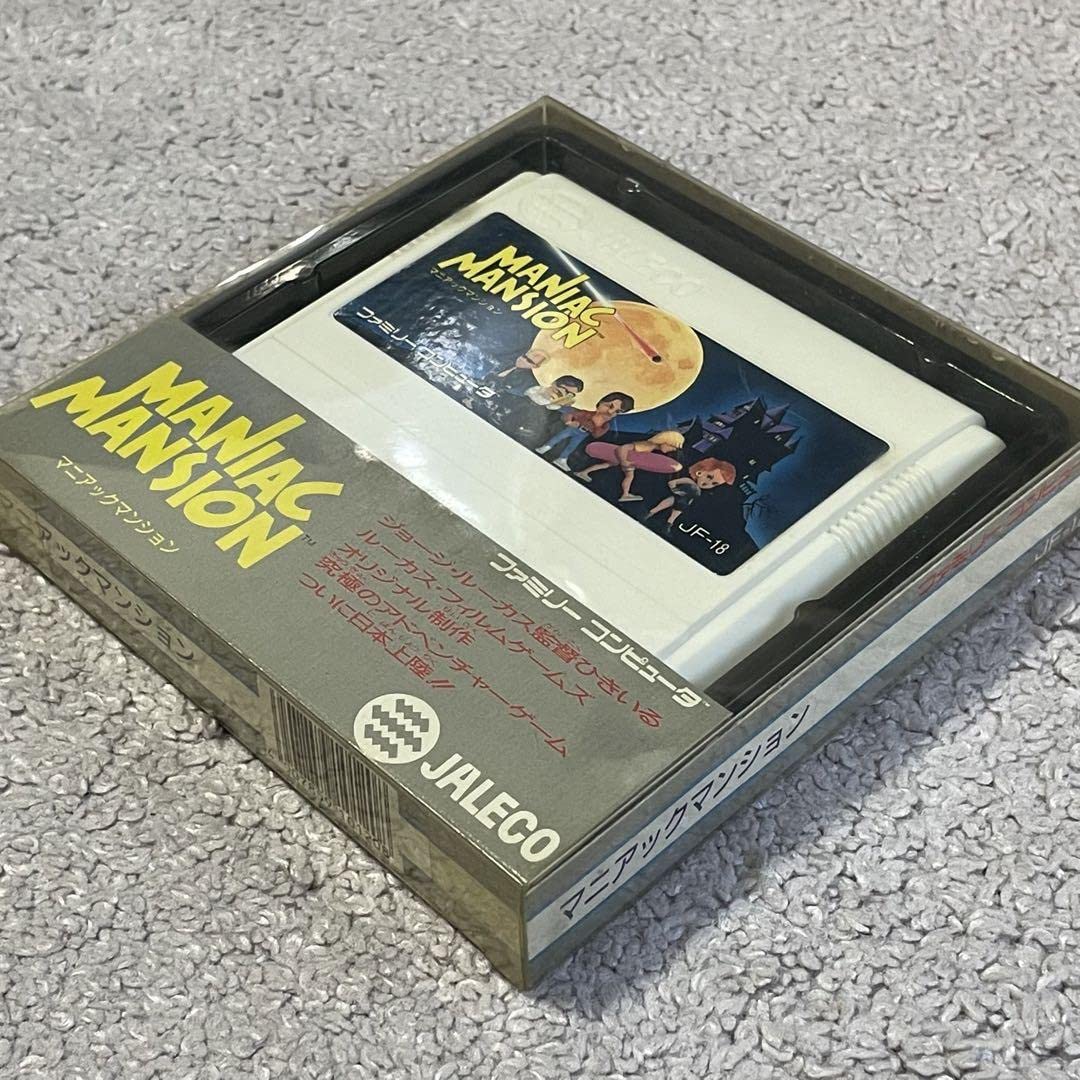 MANIAC
MANSION
マニアックマンション
ファミリーコンピュータ
JF-18
MANIAC
MANSION™
マニアックマンション
ファミリーコンピュータ™
ジョージ・ルーカス監督ひきいる
ルーカス・フィルムゲームス
オリジナル制作
究極のアドベンチャーゲーム
ついに日本上陸!!
JALECO
アックマンション
マニアックマンション